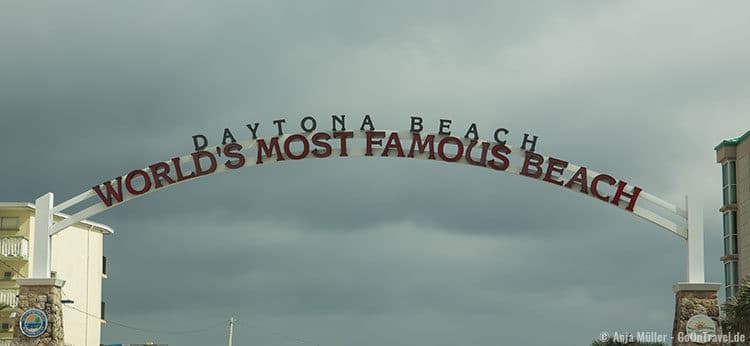 DAYTONA BEACH
WORLD'S MOST FAMOUS BEACH
© Anja Müller - GoOnTravel.de